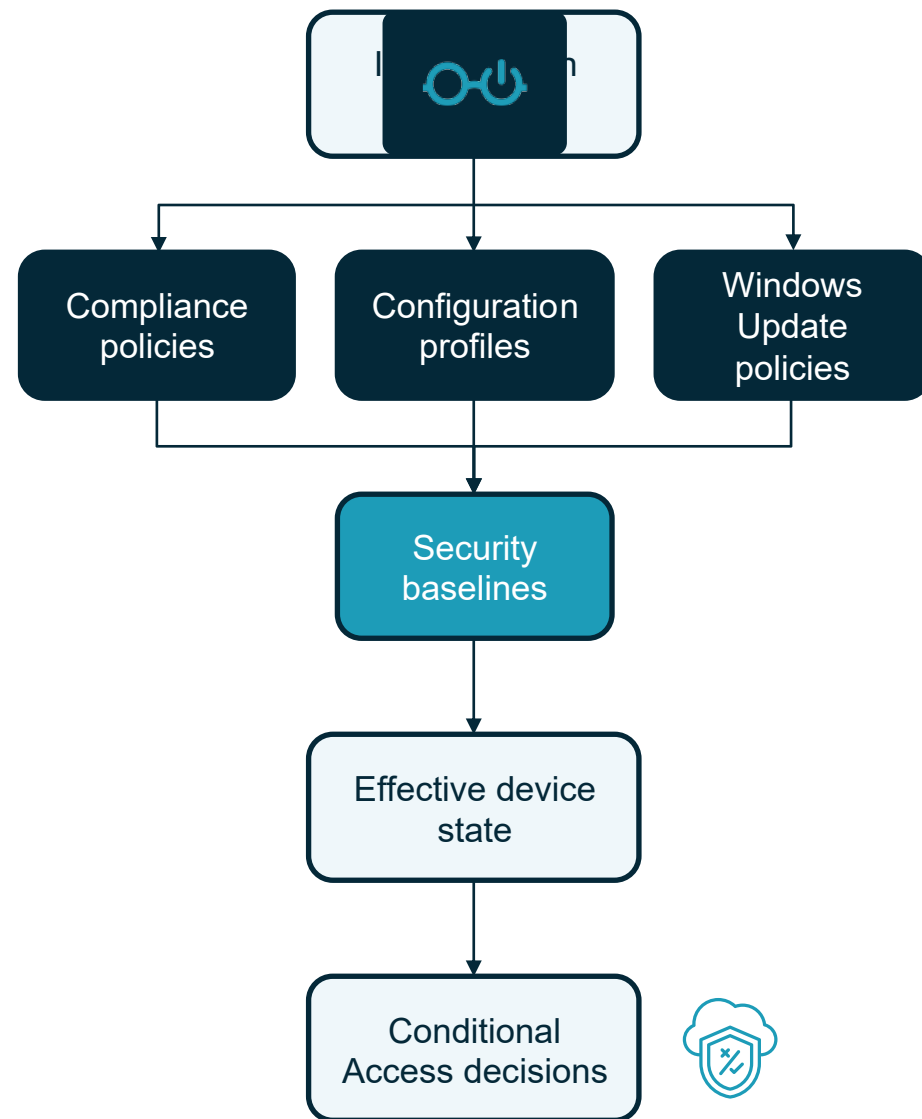 Compliance
policies
Configuration
profiles
Windows
Update
policies
Security
baselines
Effective device
state
Conditional
Access decisions